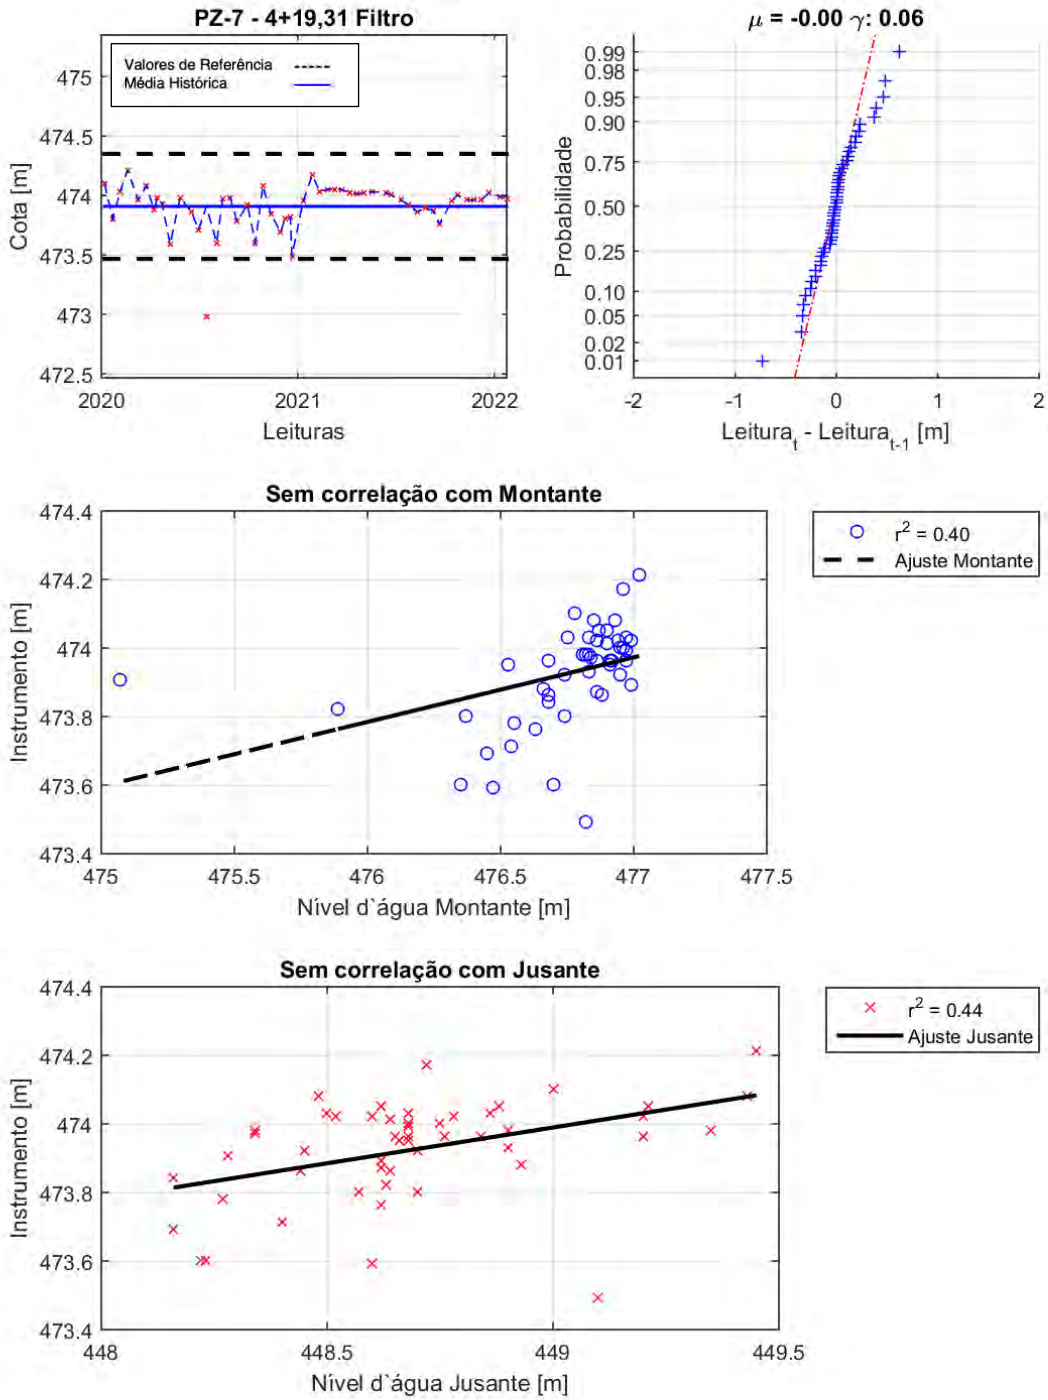 PZ-7 - 4+19,31 Filtro
Valores de Referência
Média Histórica
475
474.5
474
473.5
473
472.5
2020
2021
2022
Cota [m]
Leituras
μ = -0.00 γ: 0.06
0.99
0.98
0.95
0.90
0.75
0.50
0.25
0.10
0.05
0.02
0.01
-2
-1
0
1
2
Probabilidade
Leitura_t - Leitura_t-1 [m]
Sem correlação com Montante
474.4
474.2
474
473.8
473.6
473.4
475
475.5
476
476.5
477
477.5
Instrumento [m]
Nível d`água Montante [m]
r² = 0.40
Ajuste Montante
Sem correlação com Jusante
474.4
474.2
474
473.8
473.6
473.4
448
448.5
449
449.5
Instrumento [m]
Nível d`água Jusante [m]
r² = 0.44
Ajuste Jusante